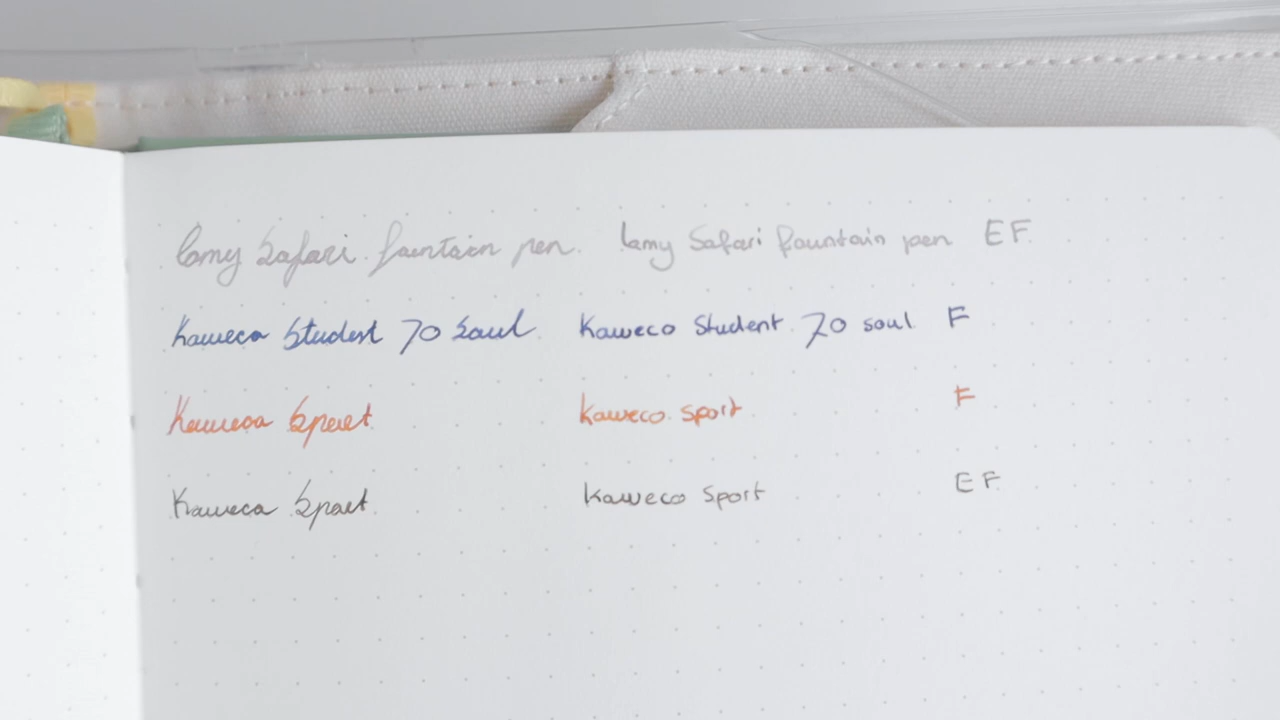 lamy Safari fountain pen. lamy Safari fountain pen EF
Kaweco Student 70 Soul Kaweco Student 70 soul F
Kaweco Sport Kaweco sport F
Kaweco Sport Kaweco Sport EF